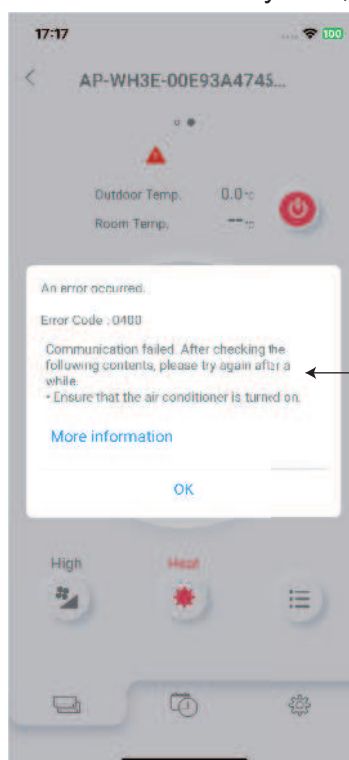 17:17
100
AP-WH3E-00E93A4745...
Outdoor Temp. 0.0°c
Room Temp. --°c
An error occurred.
Error Code : 0400
Communication failed. After checking the
following contents, please try again after a
while.
• Ensure that the air conditioner is turned on.
More information
OK
High Heat